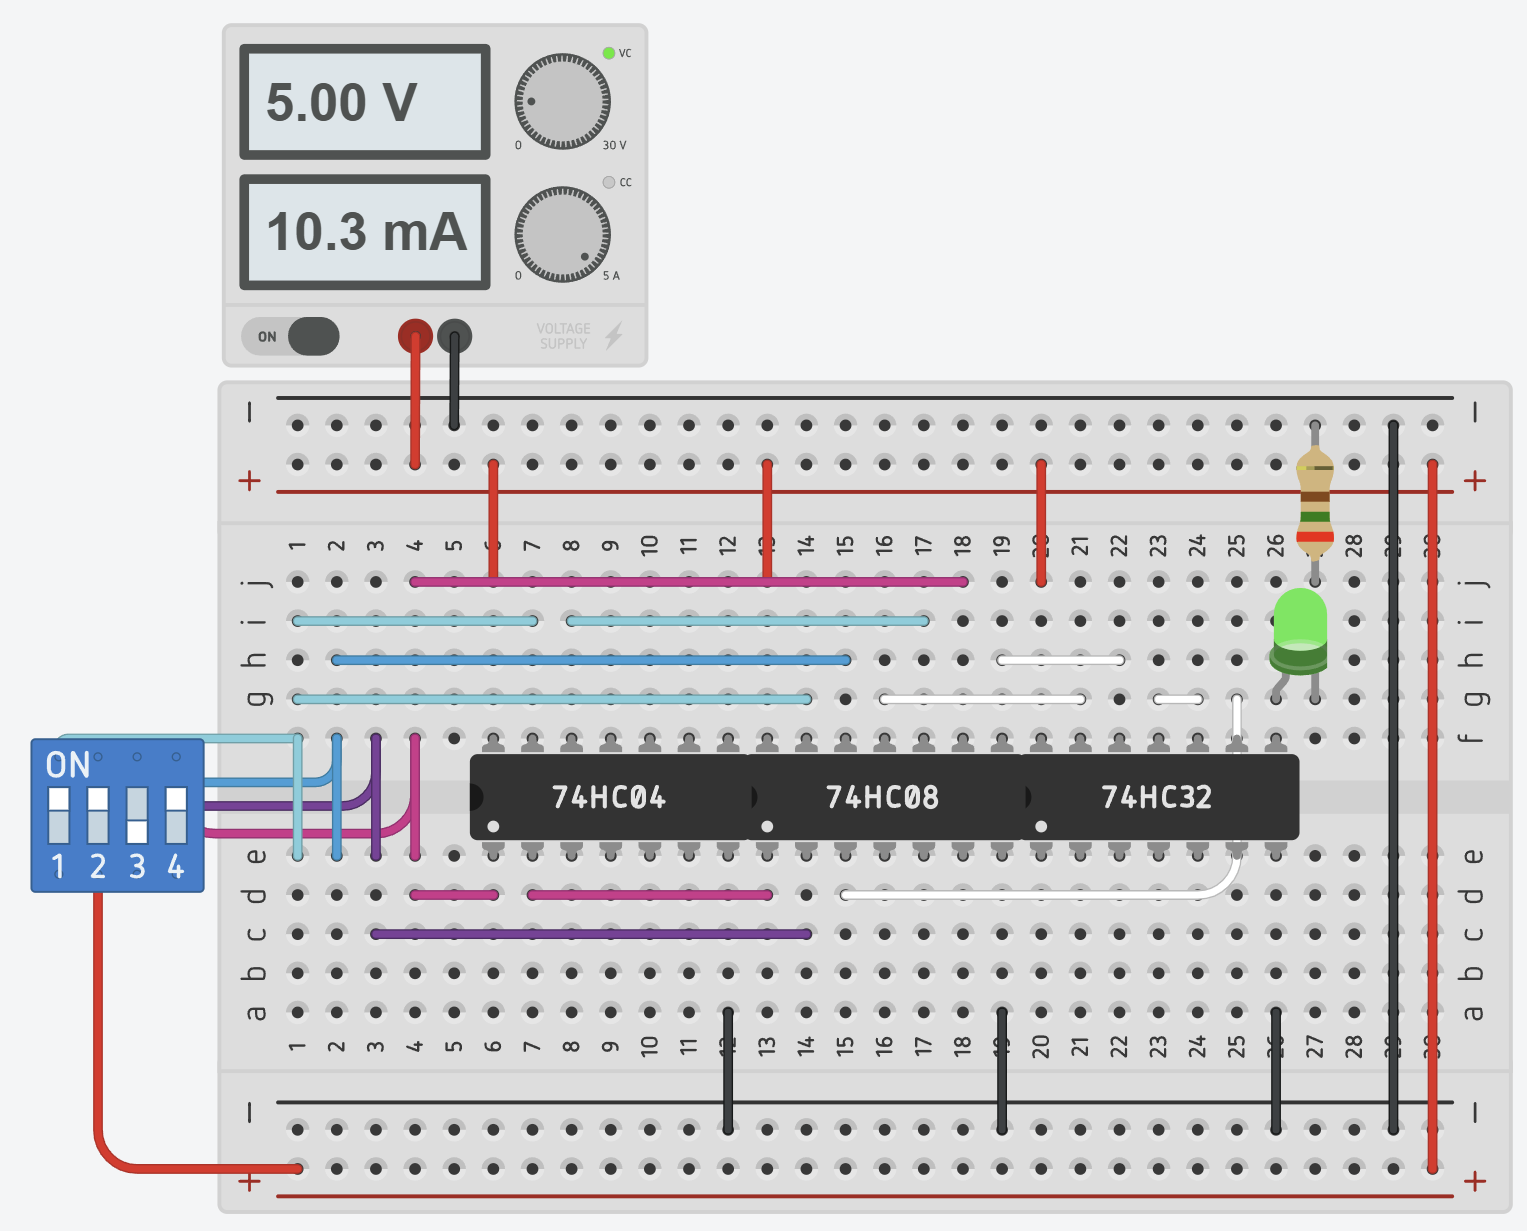 5.00 V
VC
0
30 V
10.3 mA
CC
0
5 A
ON
VOLTAGE
SUPPLY
− −
+ +
1 2 3 4 5 6 7 8 9 10 11 12 13 14 15 16 17 18 19 20 21 22 23 24 25 26 28 29 30
j j
i i
h h
g g
f f
ON
1 2 3 4
74HC04
74HC08
74HC32
e e
d d
c c
b b
a a
1 2 3 4 5 6 7 8 9 10 11 12 13 14 15 16 17 18 19 20 21 22 23 24 25 26 27 28 29 30
− −
+ +